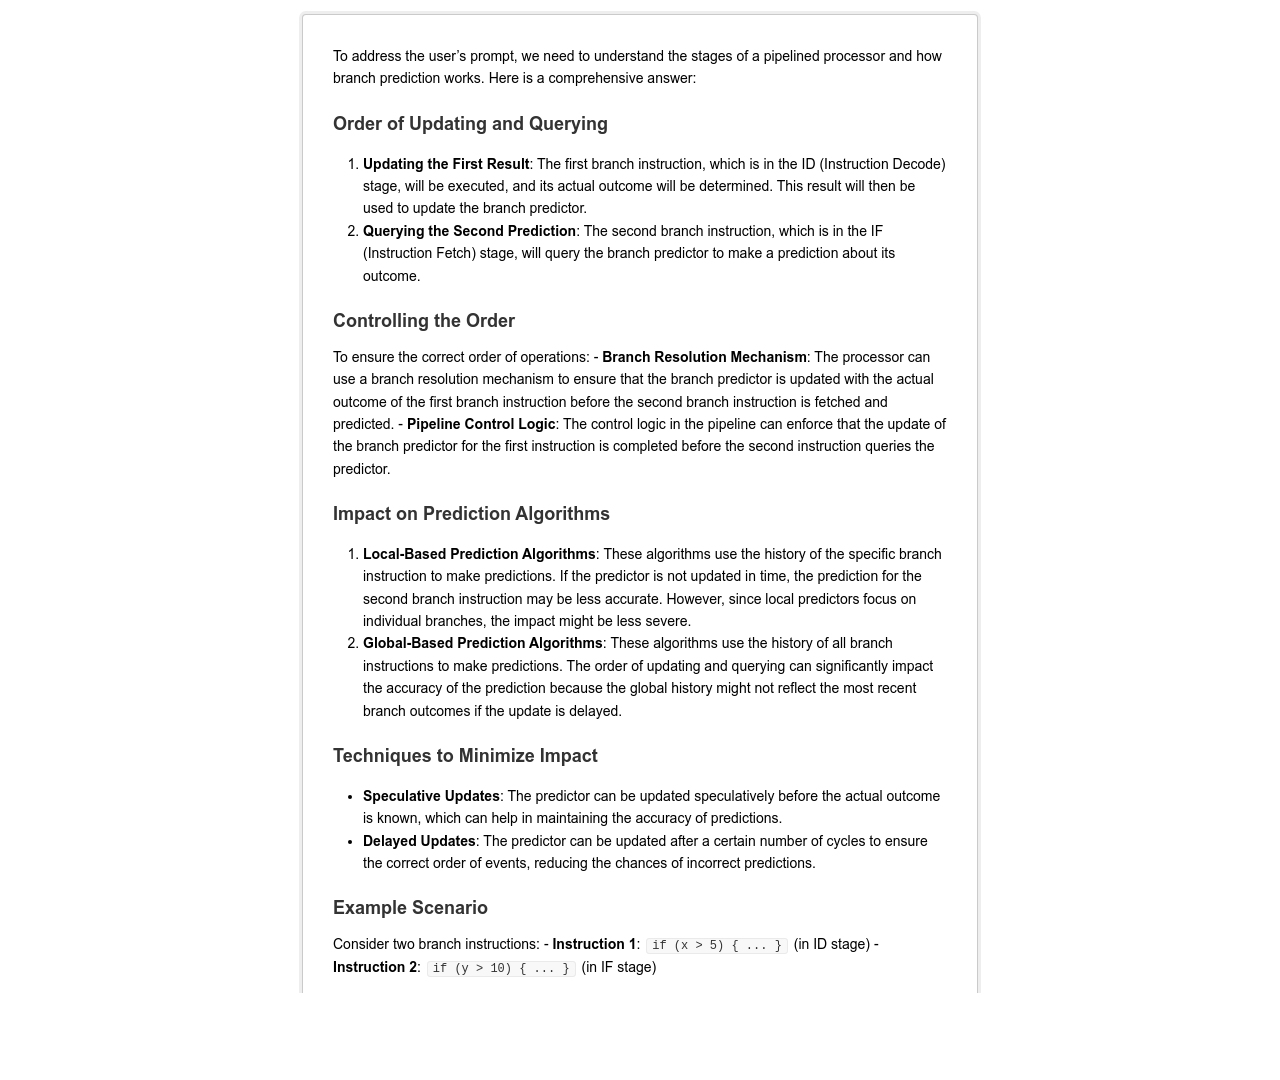 To address the user’s prompt, we need to understand the stages of a pipelined processor and how
branch prediction works. Here is a comprehensive answer:
Order of Updating and Querying
1. Updating the First Result: The first branch instruction, which is in the ID (Instruction Decode)
stage, will be executed, and its actual outcome will be determined. This result will then be
used to update the branch predictor.
2. Querying the Second Prediction: The second branch instruction, which is in the IF
(Instruction Fetch) stage, will query the branch predictor to make a prediction about its
outcome.
Controlling the Order
To ensure the correct order of operations: - Branch Resolution Mechanism: The processor can
use a branch resolution mechanism to ensure that the branch predictor is updated with the actual
outcome of the first branch instruction before the second branch instruction is fetched and
predicted. - Pipeline Control Logic: The control logic in the pipeline can enforce that the update of
the branch predictor for the first instruction is completed before the second instruction queries the
predictor.
Impact on Prediction Algorithms
1. Local-Based Prediction Algorithms: These algorithms use the history of the specific branch
instruction to make predictions. If the predictor is not updated in time, the prediction for the
second branch instruction may be less accurate. However, since local predictors focus on
individual branches, the impact might be less severe.
2. Global-Based Prediction Algorithms: These algorithms use the history of all branch
instructions to make predictions. The order of updating and querying can significantly impact
the accuracy of the prediction because the global history might not reflect the most recent
branch outcomes if the update is delayed.
Techniques to Minimize Impact
• Speculative Updates: The predictor can be updated speculatively before the actual outcome
is known, which can help in maintaining the accuracy of predictions.
• Delayed Updates: The predictor can be updated after a certain number of cycles to ensure
the correct order of events, reducing the chances of incorrect predictions.
Example Scenario
Consider two branch instructions: - Instruction 1: if (x > 5) { ... } (in ID stage) -
Instruction 2: if (y > 10) { ... } (in IF stage)